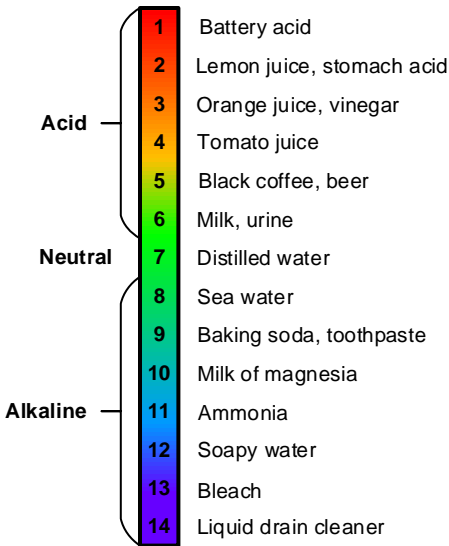 1 Battery acid
2 Lemon juice, stomach acid
3 Orange juice, vinegar
Acid
4 Tomato juice
5 Black coffee, beer
6 Milk, urine
Neutral 7 Distilled water
8 Sea water
9 Baking soda, toothpaste
10 Milk of magnesia
Alkaline 11 Ammonia
12 Soapy water
13 Bleach
14 Liquid drain cleaner